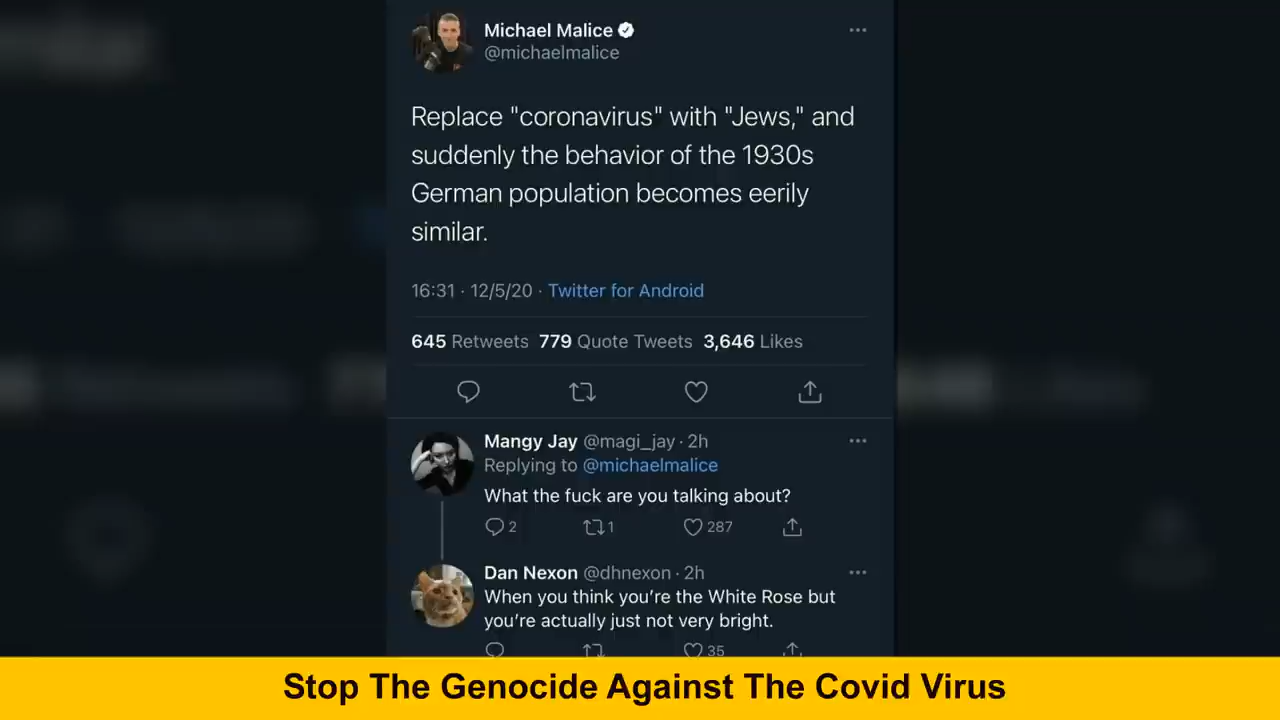 Michael Malice
@michaelmalice
Replace "coronavirus" with "Jews," and
suddenly the behavior of the 1930s
German population becomes eerily
similar.
16:31 · 12/5/20 · Twitter for Android
645 Retweets 779 Quote Tweets 3,646 Likes
Mangy Jay @magi_jay · 2h
Replying to @michaelmalice
What the fuck are you talking about?
2 1 287
Dan Nexon @dhnexon · 2h
When you think you're the White Rose but
you're actually just not very bright.
35
Stop The Genocide Against The Covid Virus